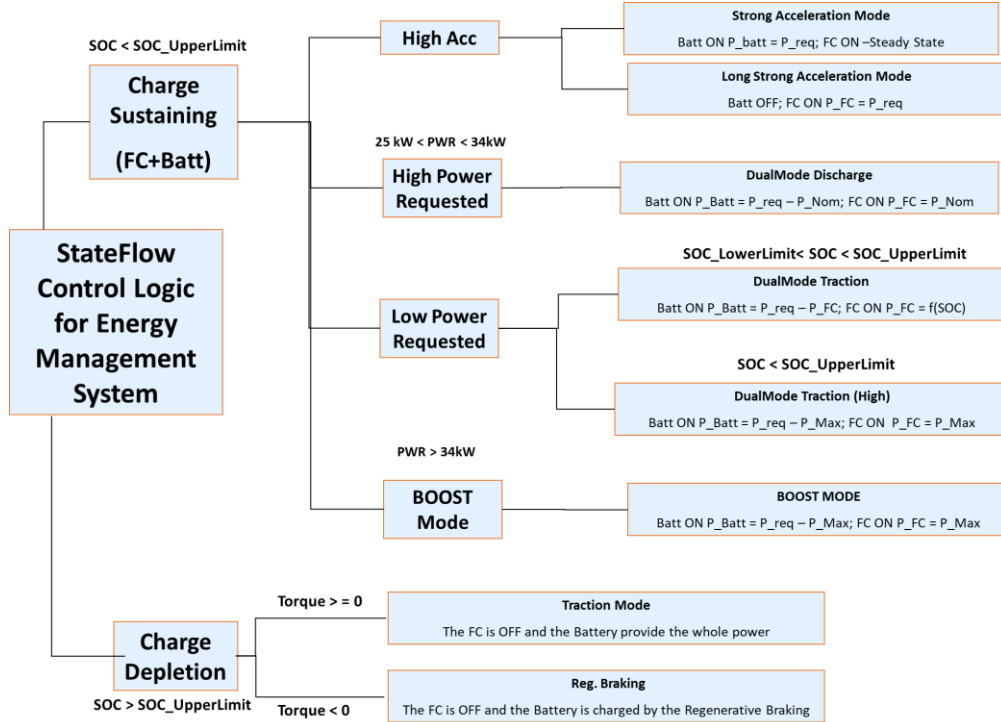 SOC < SOC_UpperLimit
Charge
Sustaining
(FC+Batt)
StateFlow
Control Logic
for Energy
Management
System
Charge
Depletion
SOC > SOC_UpperLimit
High Acc
Strong Acceleration Mode
Batt ON P_batt = P_req; FC ON –Steady State
Long Strong Acceleration Mode
Batt OFF; FC ON P_FC = P_req
25 kW < PWR < 34kW
High Power
Requested
DualMode Discharge
Batt ON P_Batt = P_req – P_Nom; FC ON P_FC = P_Nom
Low Power
Requested
SOC_LowerLimit< SOC < SOC_UpperLimit
DualMode Traction
Batt ON P_Batt = P_req – P_FC; FC ON P_FC = f(SOC)
SOC < SOC_UpperLimit
DualMode Traction (High)
Batt ON P_Batt = P_req – P_Max; FC ON P_FC = P_Max
PWR > 34kW
BOOST
Mode
BOOST MODE
Batt ON P_Batt = P_req – P_Max; FC ON P_FC = P_Max
Torque > = 0
Traction Mode
The FC is OFF and the Battery provide the whole power
Torque < 0
Reg. Braking
The FC is OFF and the Battery is charged by the Regenerative Braking